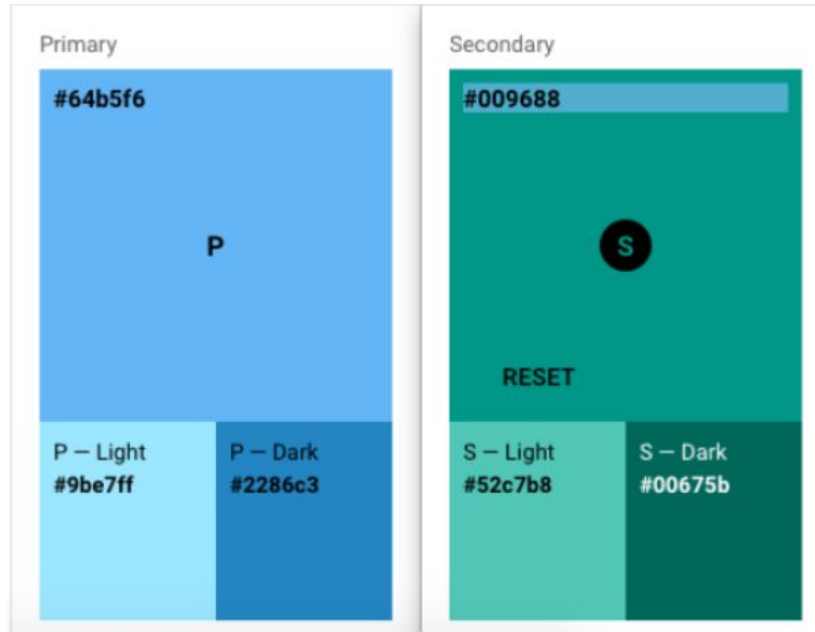 Primary
#64b5f6
P
P — Light
#9be7ff
P — Dark
#2286c3
Secondary
#009688
S
RESET
S — Light
#52c7b8
S — Dark
#00675b